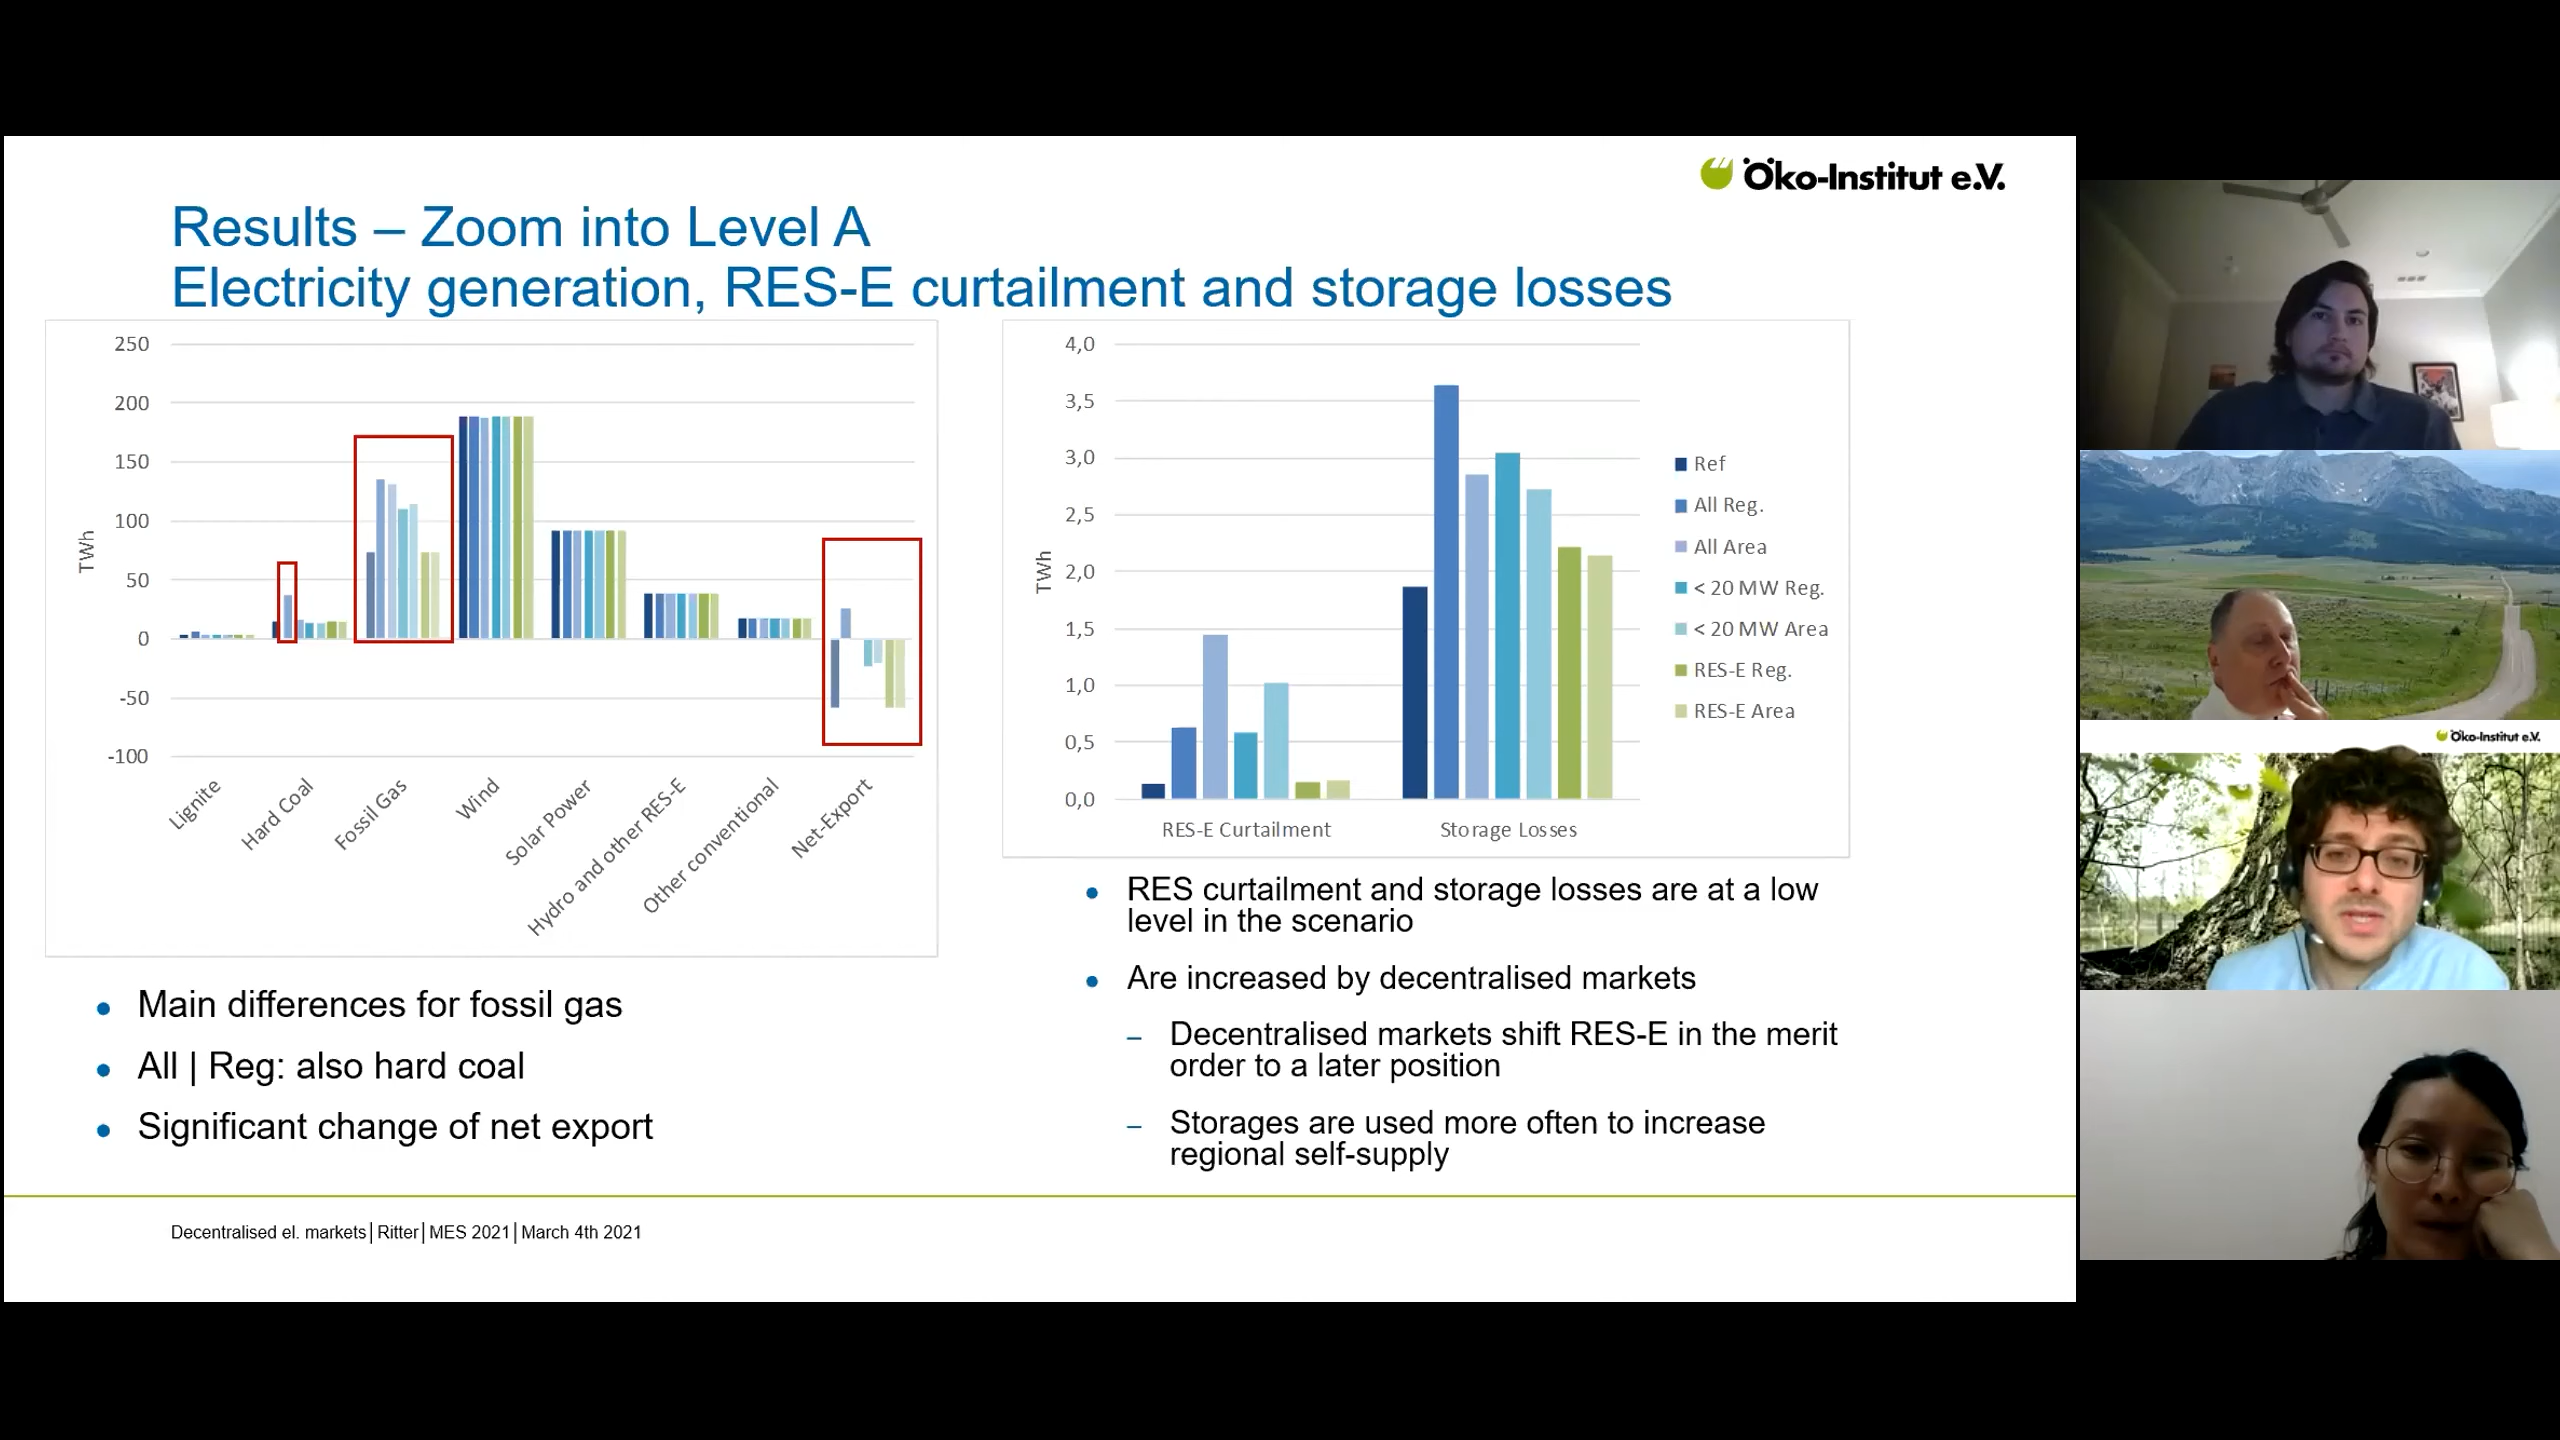 Öko-Institut e.V.
Results – Zoom into Level A
Electricity generation, RES-E curtailment and storage losses
250
200
150
100
50
0
-50
-100
TWh
Lignite
Hard Coal
Fossil Gas
Wind
Solar Power
Hydro and other RES-E
Other conventional
Net-Export
4,0
3,5
3,0
2,5
2,0
1,5
1,0
0,5
0,0
TWh
RES-E Curtailment
Storage Losses
Ref
All Reg.
All Area
< 20 MW Reg.
< 20 MW Area
RES-E Reg.
RES-E Area
• Main differences for fossil gas
• All | Reg: also hard coal
• Significant change of net export
• RES curtailment and storage losses are at a low
level in the scenario
• Are increased by decentralised markets
– Decentralised markets shift RES-E in the merit
order to a later position
– Storages are used more often to increase
regional self-supply
Decentralised el. markets│Ritter│MES 2021│March 4th 2021
Öko-Institut e.V.